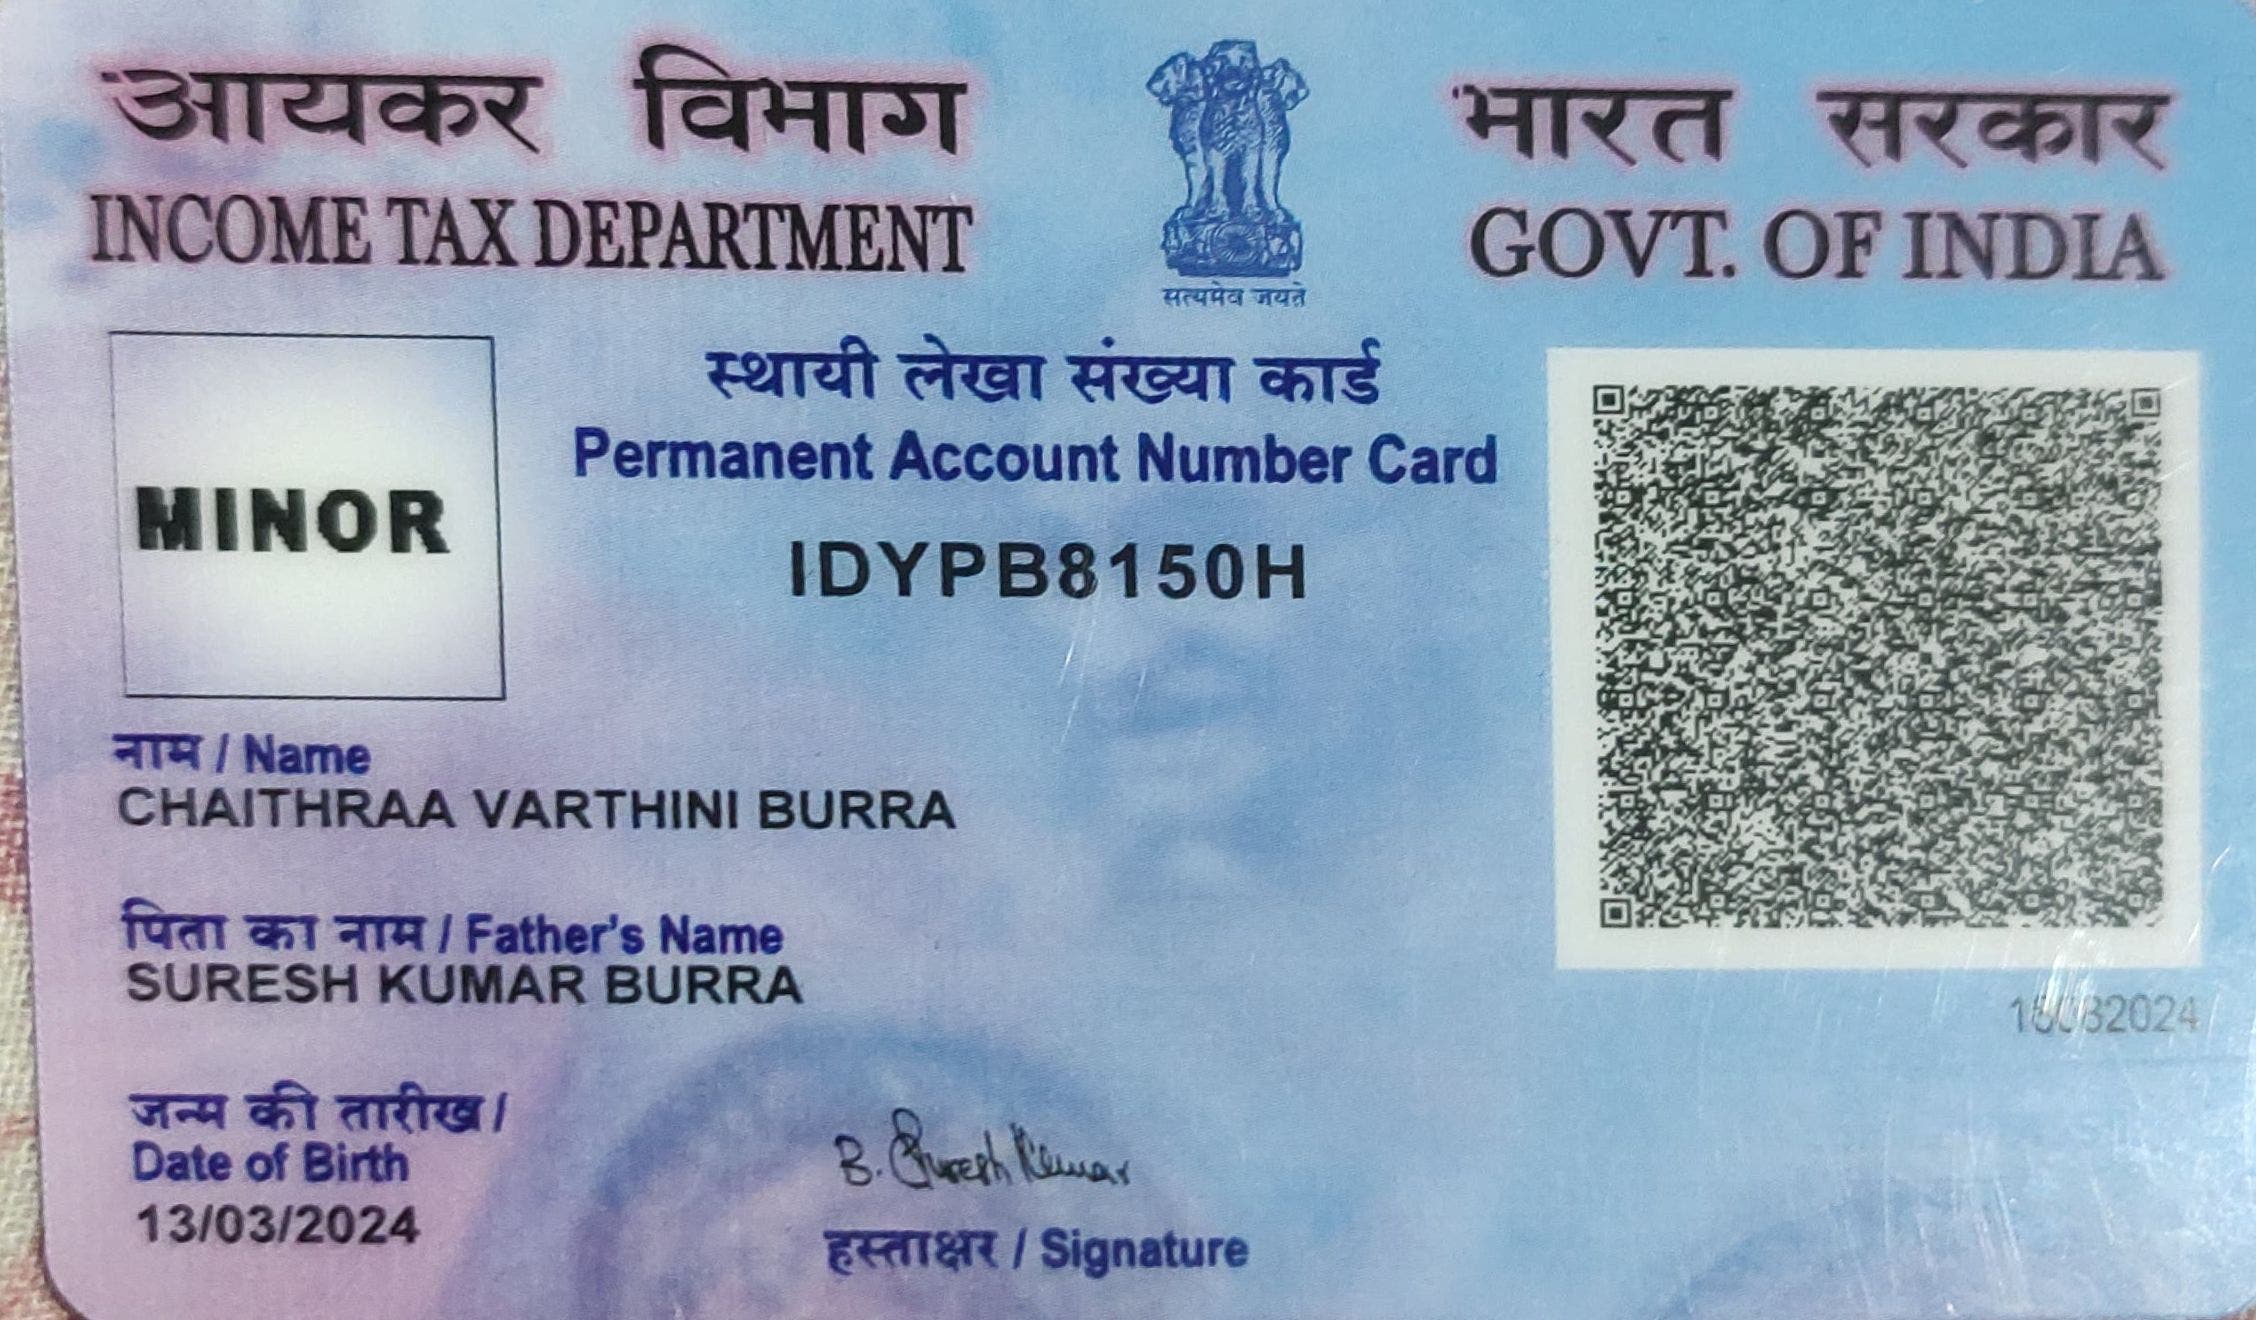 आयकर विभाग
INCOME TAX DEPARTMENT
सत्यमेव जयते
भारत सरकार
GOVT. OF INDIA
MINOR
स्थायी लेखा संख्या कार्ड
Permanent Account Number Card
IDYPB8150H
नाम / Name
CHAITHRAA VARTHINI BURRA
पिता का नाम / Father's Name
SURESH KUMAR BURRA
जन्म की तारीख /
Date of Birth
13/03/2024
B. Suresh Kumar
हस्ताक्षर / Signature